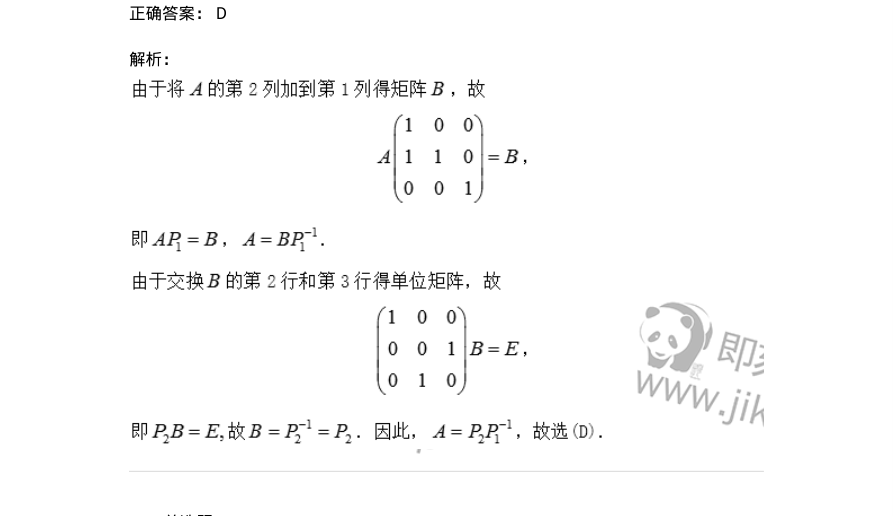 正确答案： D
解析：
由于将 A 的第 2 列加到第 1 列得矩阵 B ，故
A
1 0 0
1 1 0
0 0 1
= B ,
即 AP₁ = B ，A = BP₁⁻¹ .
由于交换 B 的第 2 行和第 3 行得单位矩阵，故
1 0 0
0 0 1
0 1 0
B = E ,
即 P₂B = E, 故 B = P₂⁻¹ = P₂ . 因此， A = P₂P₁⁻¹ ，故选 (D) .
即
www.jik